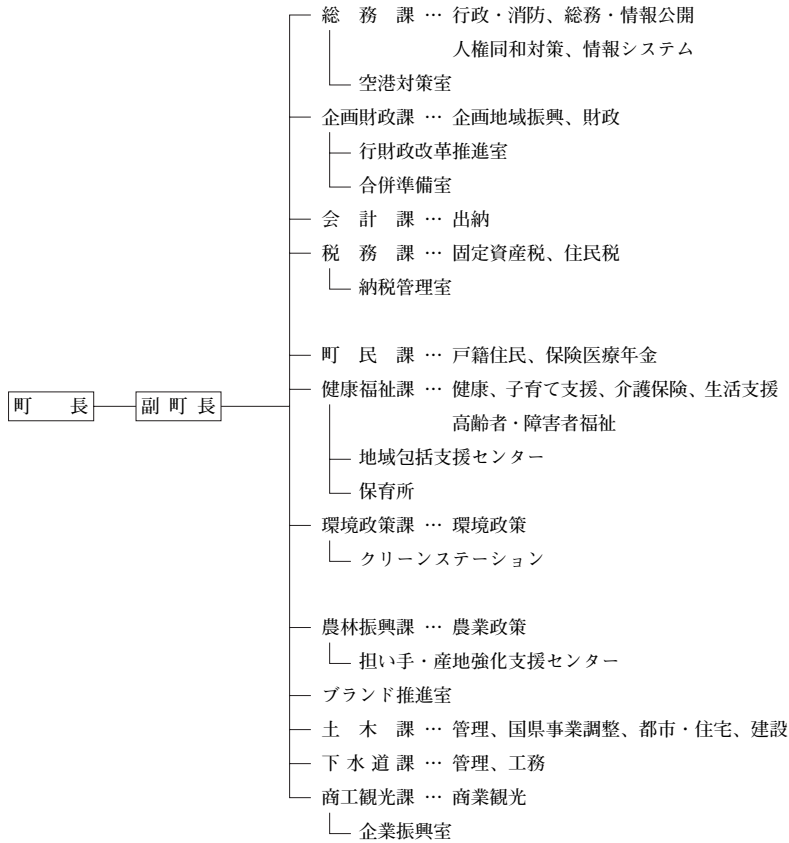 総務課 … 行政・消防、総務・情報公開
人権同和対策、情報システム
空港対策室
企画財政課 … 企画地域振興、財政
行財政改革推進室
合併準備室
会計課 … 出納
税務課 … 固定資産税、住民税
納税管理室
町民課 … 戸籍住民、保険医療年金
町長 副町長
健康福祉課 … 健康、子育て支援、介護保険、生活支援
高齢者・障害者福祉
地域包括支援センター
保育所
環境政策課 … 環境政策
クリーンステーション
農林振興課 … 農業政策
担い手・産地強化支援センター
ブランド推進室
土木課 … 管理、国県事業調整、都市・住宅、建設
下水道課 … 管理、工務
商工観光課 … 商業観光
企業振興室